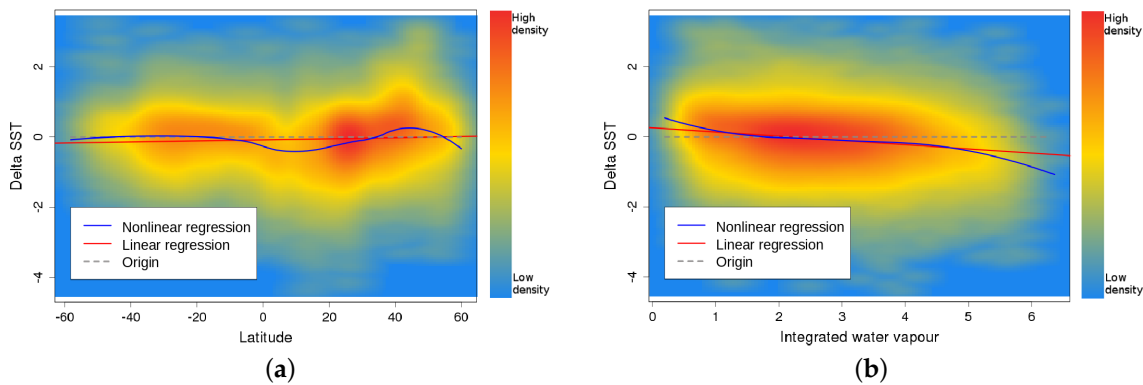 High
density
2
0
-2
-4
Delta SST
Nonlinear regression
Linear regression
Origin
Low
density
-60
-40
-20
0
20
40
60
Latitude
(a)
High
density
2
0
-2
-4
Delta SST
Nonlinear regression
Linear regression
Origin
Low
density
0
1
2
3
4
5
6
Integrated water vapour
(b)